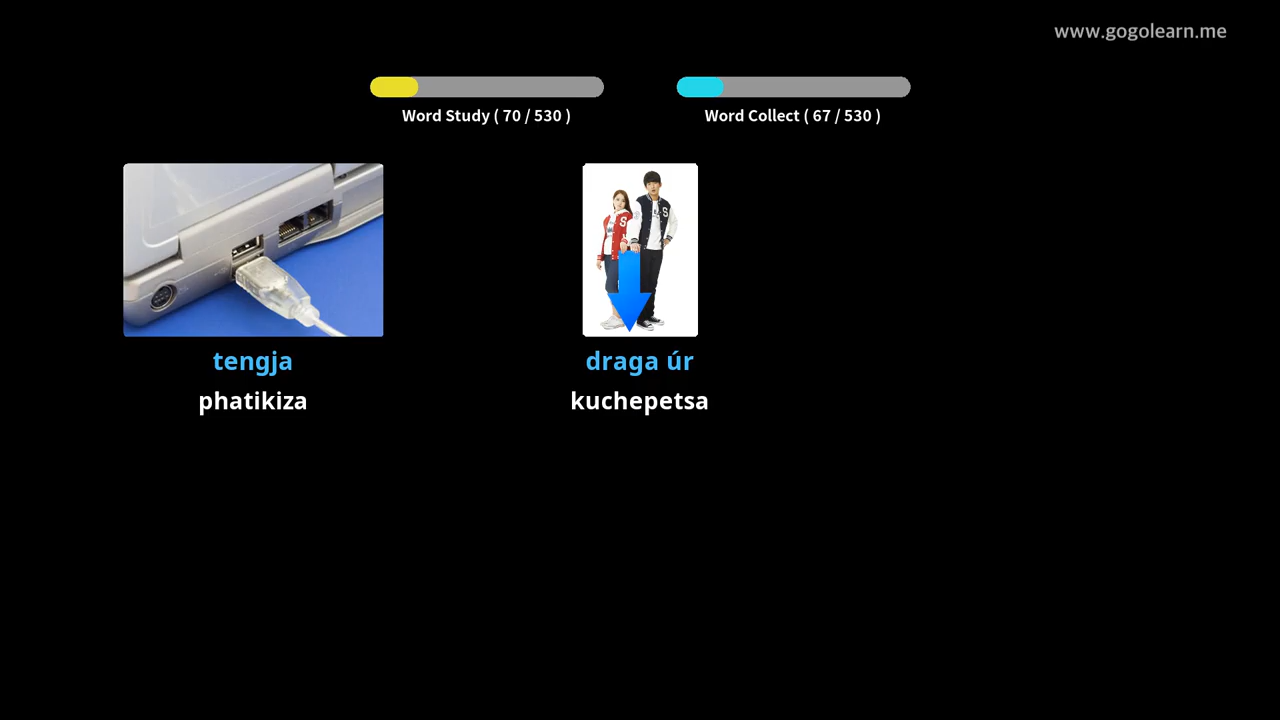 www.gogolearn.me
Word Study ( 70 / 530 )
Word Collect ( 67 / 530 )
tengja
phatikiza
draga úr
kuchepetsa